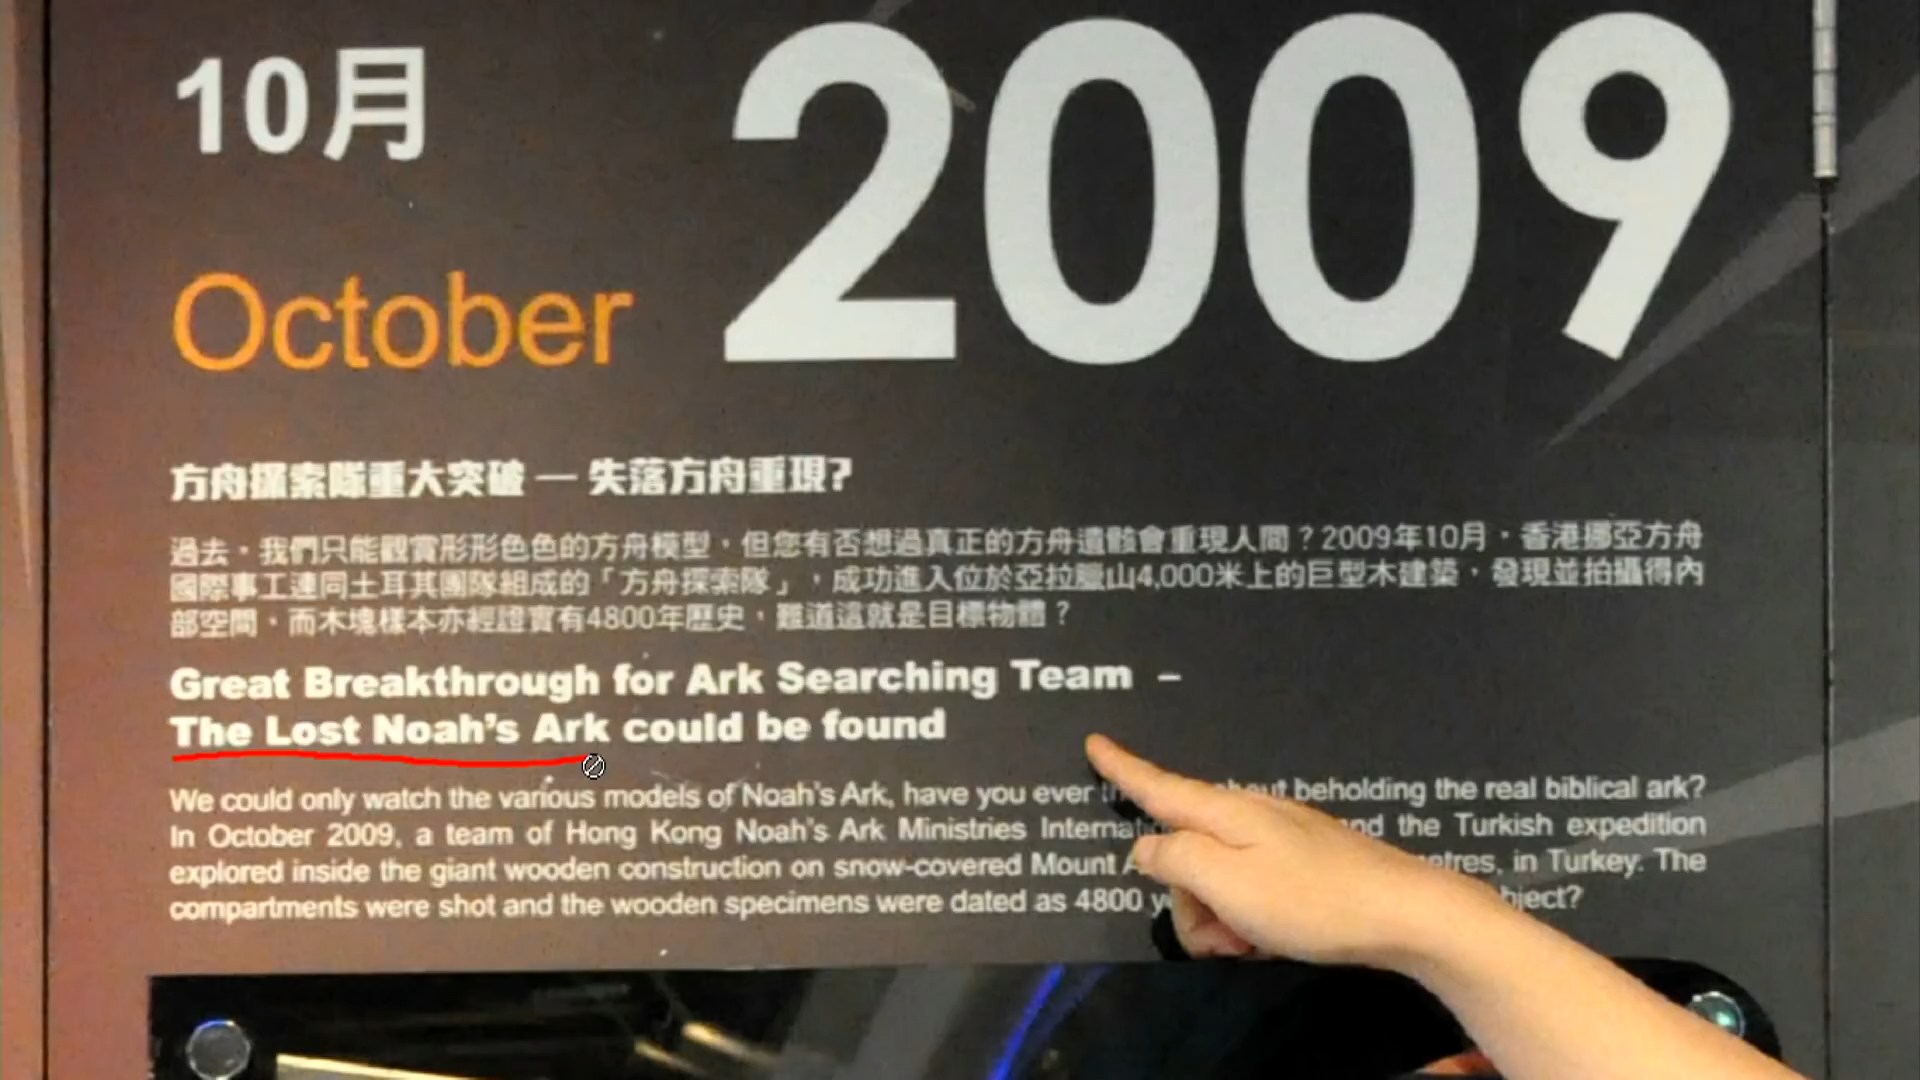 10月
2009
October
方舟探索隊重大突破 — 失落方舟重現?
過去，我們只能觀賞形形色色的方舟模型，但您有否想過真正的方舟遺骸會重現人間？2009年10月，香港挪亞方舟
國際事工連同土耳其團隊組成的「方舟探索隊」，成功進入位於亞拉臘山4,000米上的巨型木建築，發現並拍攝得內
部空間，而木塊樣本亦經證實有4800年歷史，難道這就是目標物體？
Great Breakthrough for Ark Searching Team –
The Lost Noah's Ark could be found
We could only watch the various models of Noah's Ark, have you ever about beholding the real biblical ark?
In October 2009, a team of Hong Kong Noah's Ark Ministries and the Turkish expedition
explored inside the giant wooden construction on snow-covered Mount in Turkey. The
compartments were shot and the wooden specimens were dated as 4800